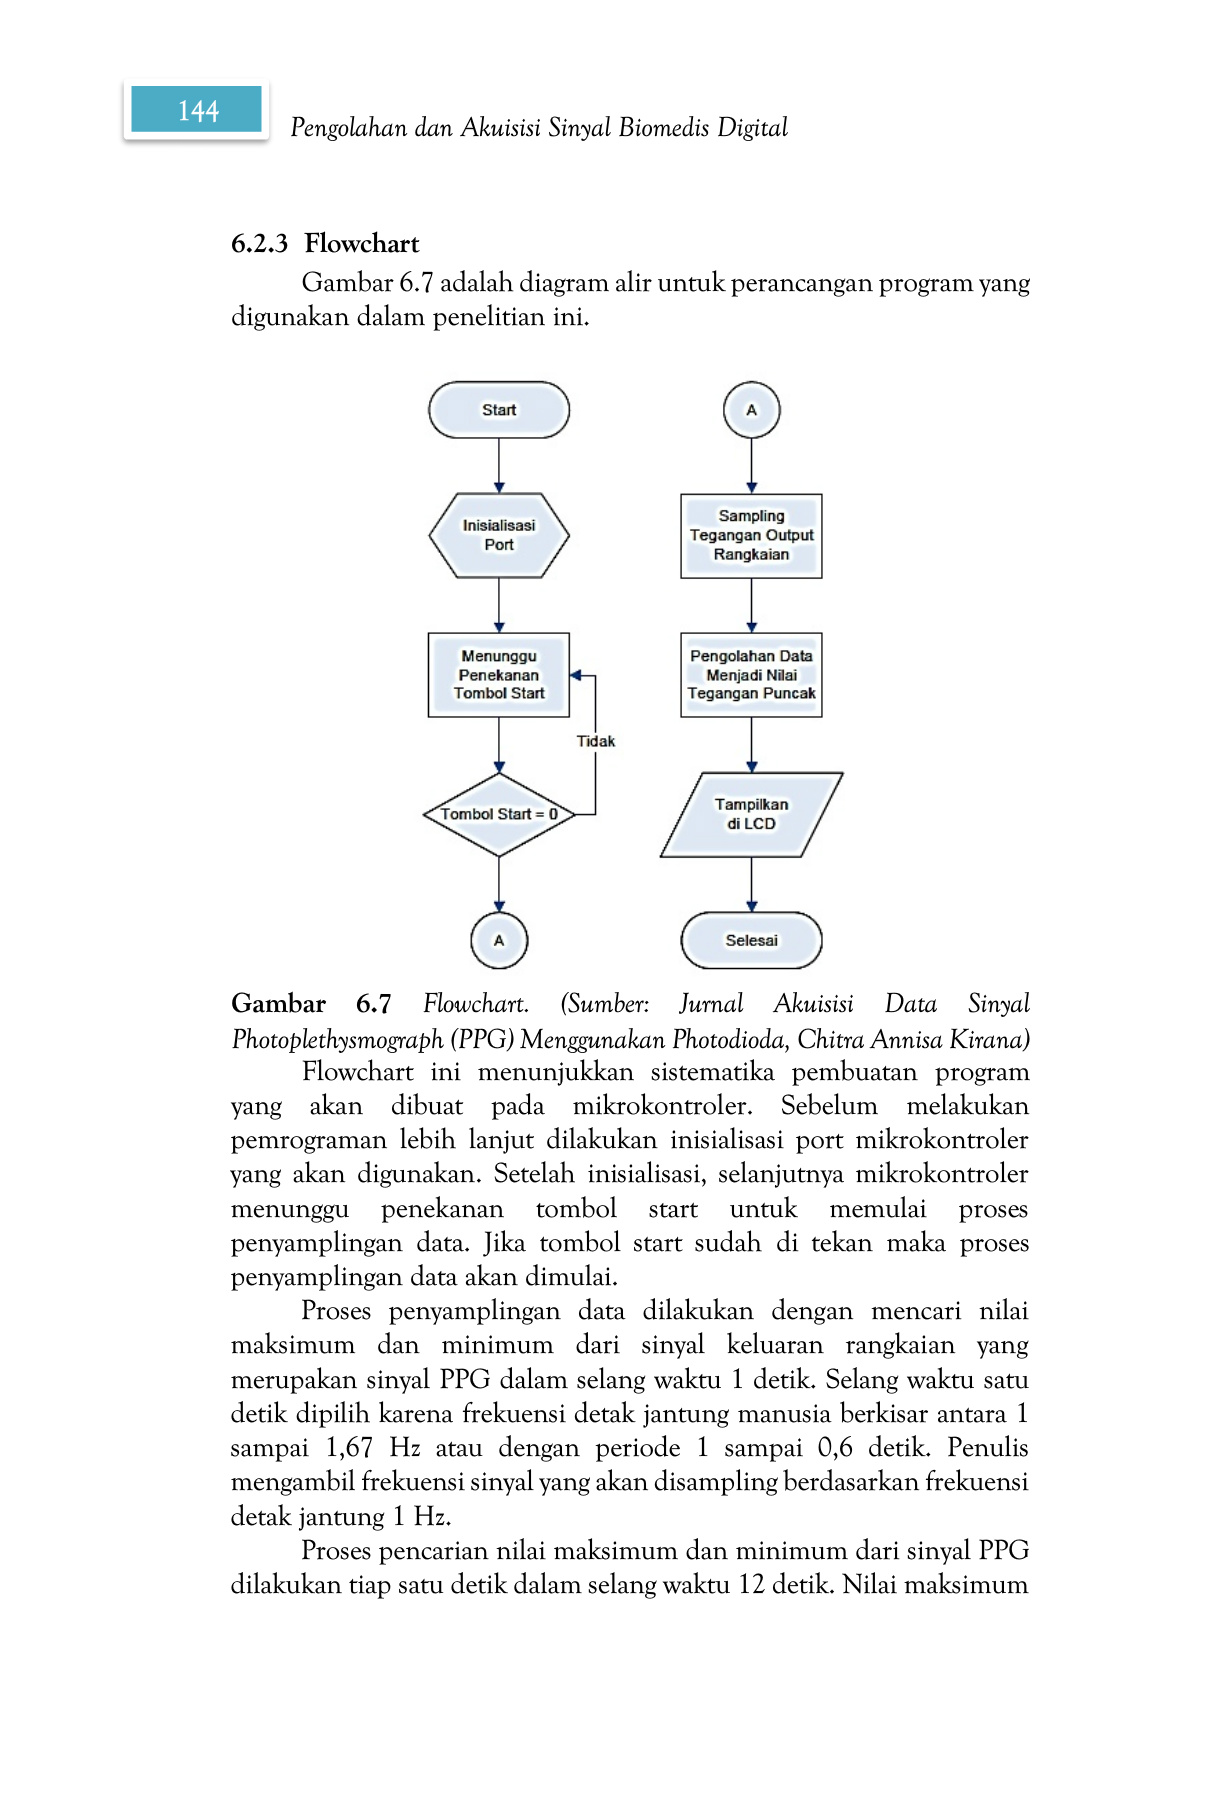 144
Pengolahan dan Akuisisi Sinyal Biomedis Digital
6.2.3 Flowchart
Gambar 6.7 adalah diagram alir untuk perancangan program yang
digunakan dalam penelitian ini.
Start
Inisialisasi
Port
Menunggu
Penekanan
Tombol Start
Tidak
Tombol Start = 0
A
A
Sampling
Tegangan Output
Rangkaian
Pengolahan Data
Menjadi Nilai
Tegangan Puncak
Tampilkan
di LCD
Selesai
Gambar 6.7 Flowchart. (Sumber: Jurnal Akuisisi Data Sinyal
Photoplethysmograph (PPG) Menggunakan Photodioda, Chitra Annisa Kirana)
Flowchart ini menunjukkan sistematika pembuatan program
yang akan dibuat pada mikrokontroler. Sebelum melakukan
pemrograman lebih lanjut dilakukan inisialisasi port mikrokontroler
yang akan digunakan. Setelah inisialisasi, selanjutnya mikrokontroler
menunggu penekanan tombol start untuk memulai proses
penyamplingan data. Jika tombol start sudah di tekan maka proses
penyamplingan data akan dimulai.
Proses penyamplingan data dilakukan dengan mencari nilai
maksimum dan minimum dari sinyal keluaran rangkaian yang
merupakan sinyal PPG dalam selang waktu 1 detik. Selang waktu satu
detik dipilih karena frekuensi detak jantung manusia berkisar antara 1
sampai 1,67 Hz atau dengan periode 1 sampai 0,6 detik. Penulis
mengambil frekuensi sinyal yang akan disampling berdasarkan frekuensi
detak jantung 1 Hz.
Proses pencarian nilai maksimum dan minimum dari sinyal PPG
dilakukan tiap satu detik dalam selang waktu 12 detik. Nilai maksimum